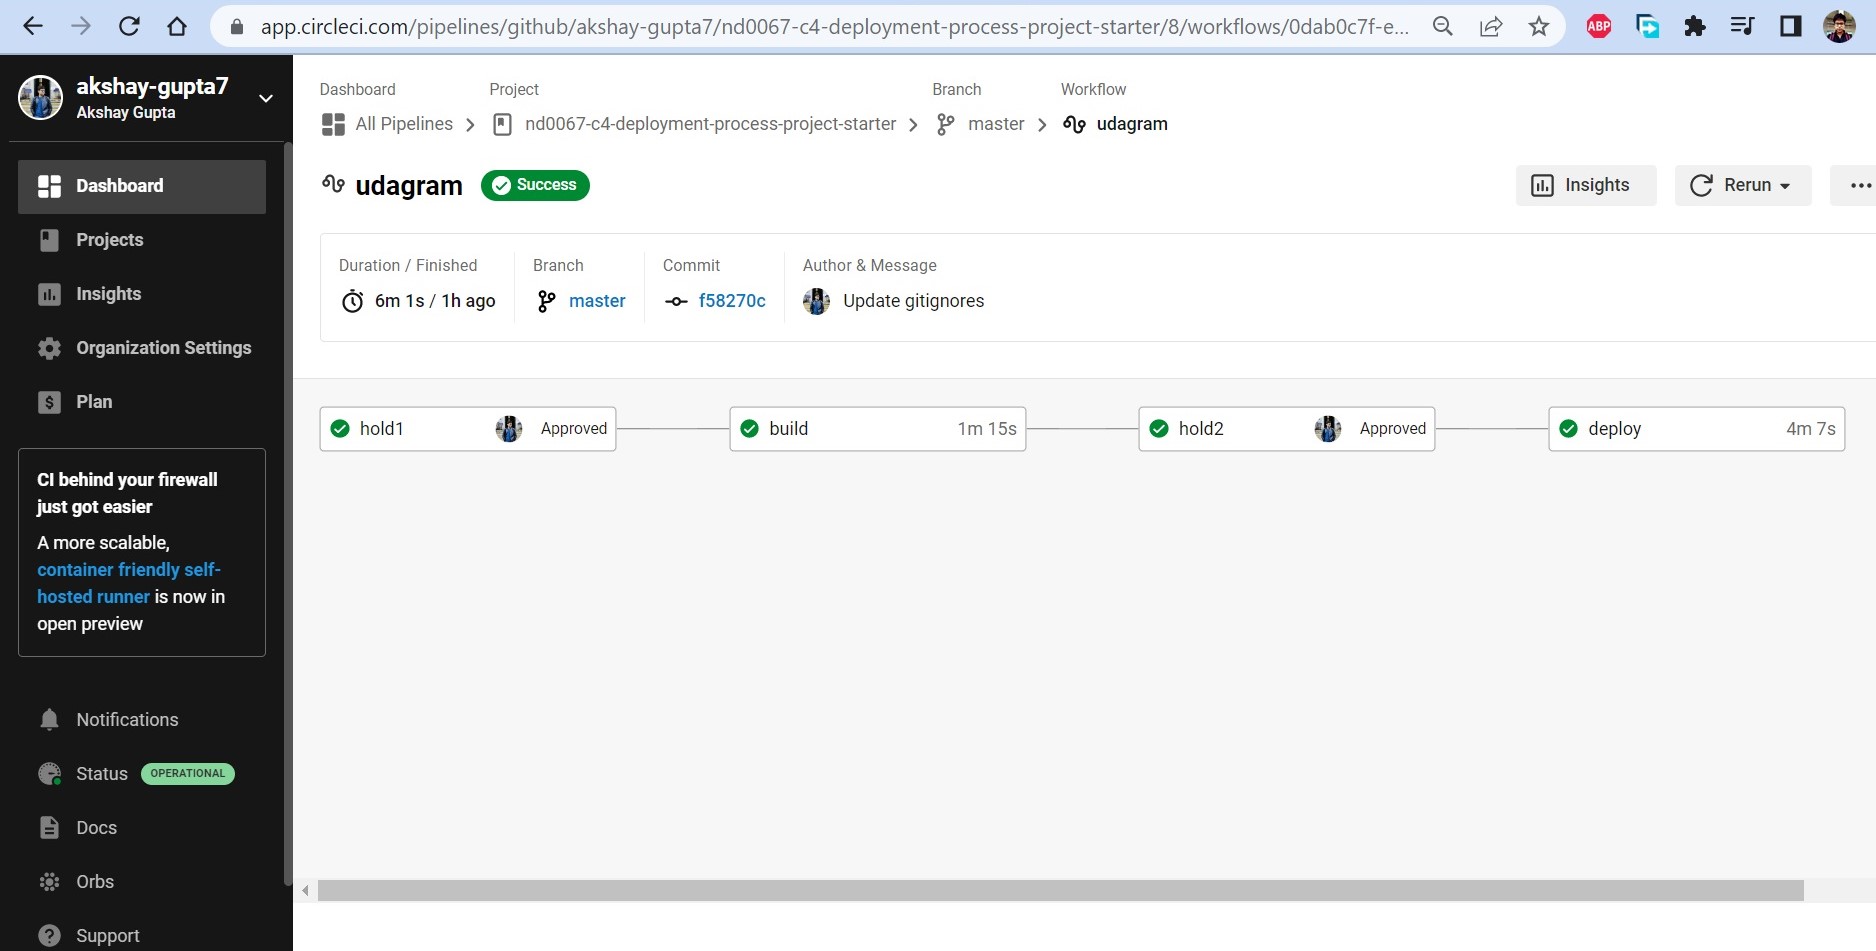 app.circleci.com/pipelines/github/akshay-gupta7/nd0067-c4-deployment-process-project-starter/8/workflows/0dab0c7f-e...
ABP
akshay-gupta7
Akshay Gupta
Dashboard
Projects
Insights
Organization Settings
Plan
CI behind your firewall
just got easier
A more scalable,
container friendly self-
hosted runner is now in
open preview
Notifications
Status OPERATIONAL
Docs
Orbs
Support
Dashboard Project Branch Workflow
All Pipelines nd0067-c4-deployment-process-project-starter master udagram
udagram Success Insights Rerun
Duration / Finished Branch Commit Author & Message
6m 1s / 1h ago master f58270c Update gitignores
hold1 Approved build 1m 15s hold2 Approved deploy 4m 7s